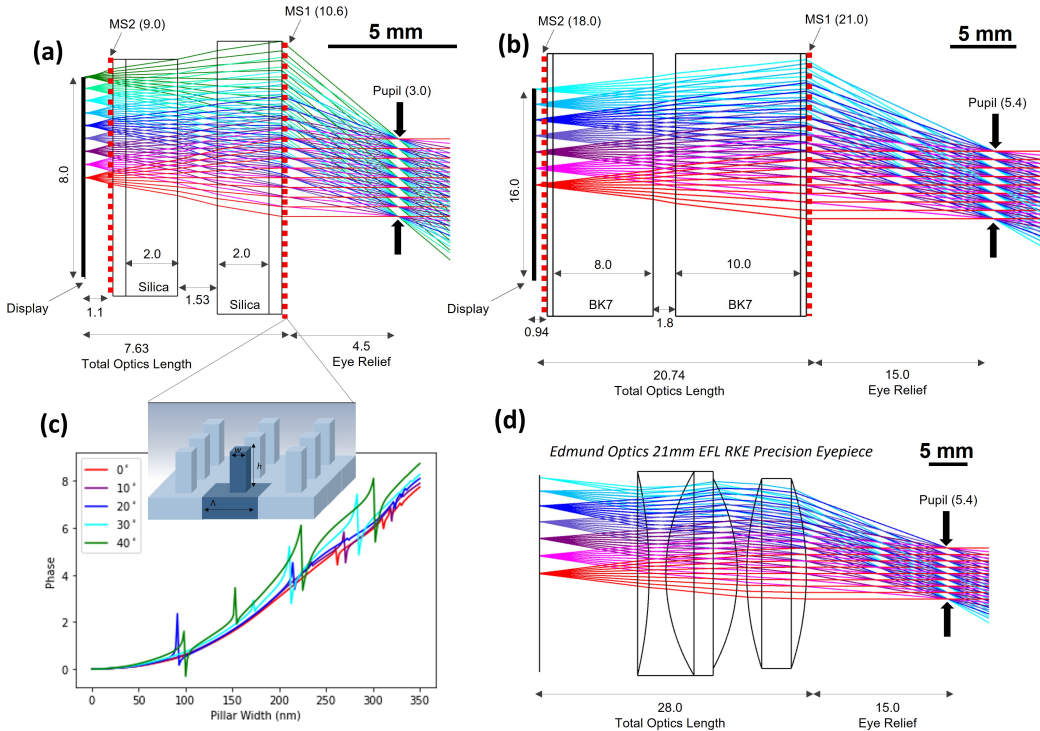 (a)
MS2 (9.0)
MS1 (10.6)
5 mm
Pupil (3.0)
8.0
2.0
2.0
Silica
1.53
Silica
Display
1.1
7.63
Total Optics Length
4.5
Eye Relief
(b)
MS2 (18.0)
MS1 (21.0)
5 mm
Pupil (5.4)
16.0
8.0
10.0
BK7
BK7
1.8
Display
0.94
20.74
Total Optics Length
15.0
Eye Relief
(c)
w
h
Λ
0°
10°
20°
30°
40°
Phase
8
6
4
2
0
0 50 100 150 200 250 300 350
Pillar Width (nm)
(d)
Edmund Optics 21mm EFL RKE Precision Eyepiece
5 mm
Pupil (5.4)
28.0
Total Optics Length
15.0
Eye Relief